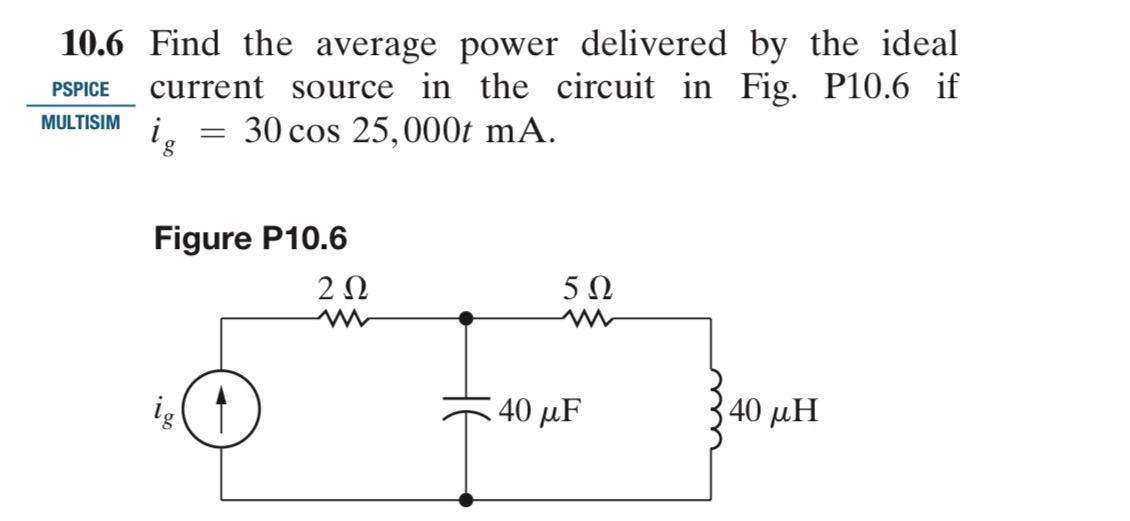 10.6 Find the average power delivered by the ideal
PSPICE current source in the circuit in Fig. P10.6 if
MULTISIM i_g = 30 cos 25,000t mA.
Figure P10.6
2 Ω 5 Ω
i_g 40 μF 40 μH